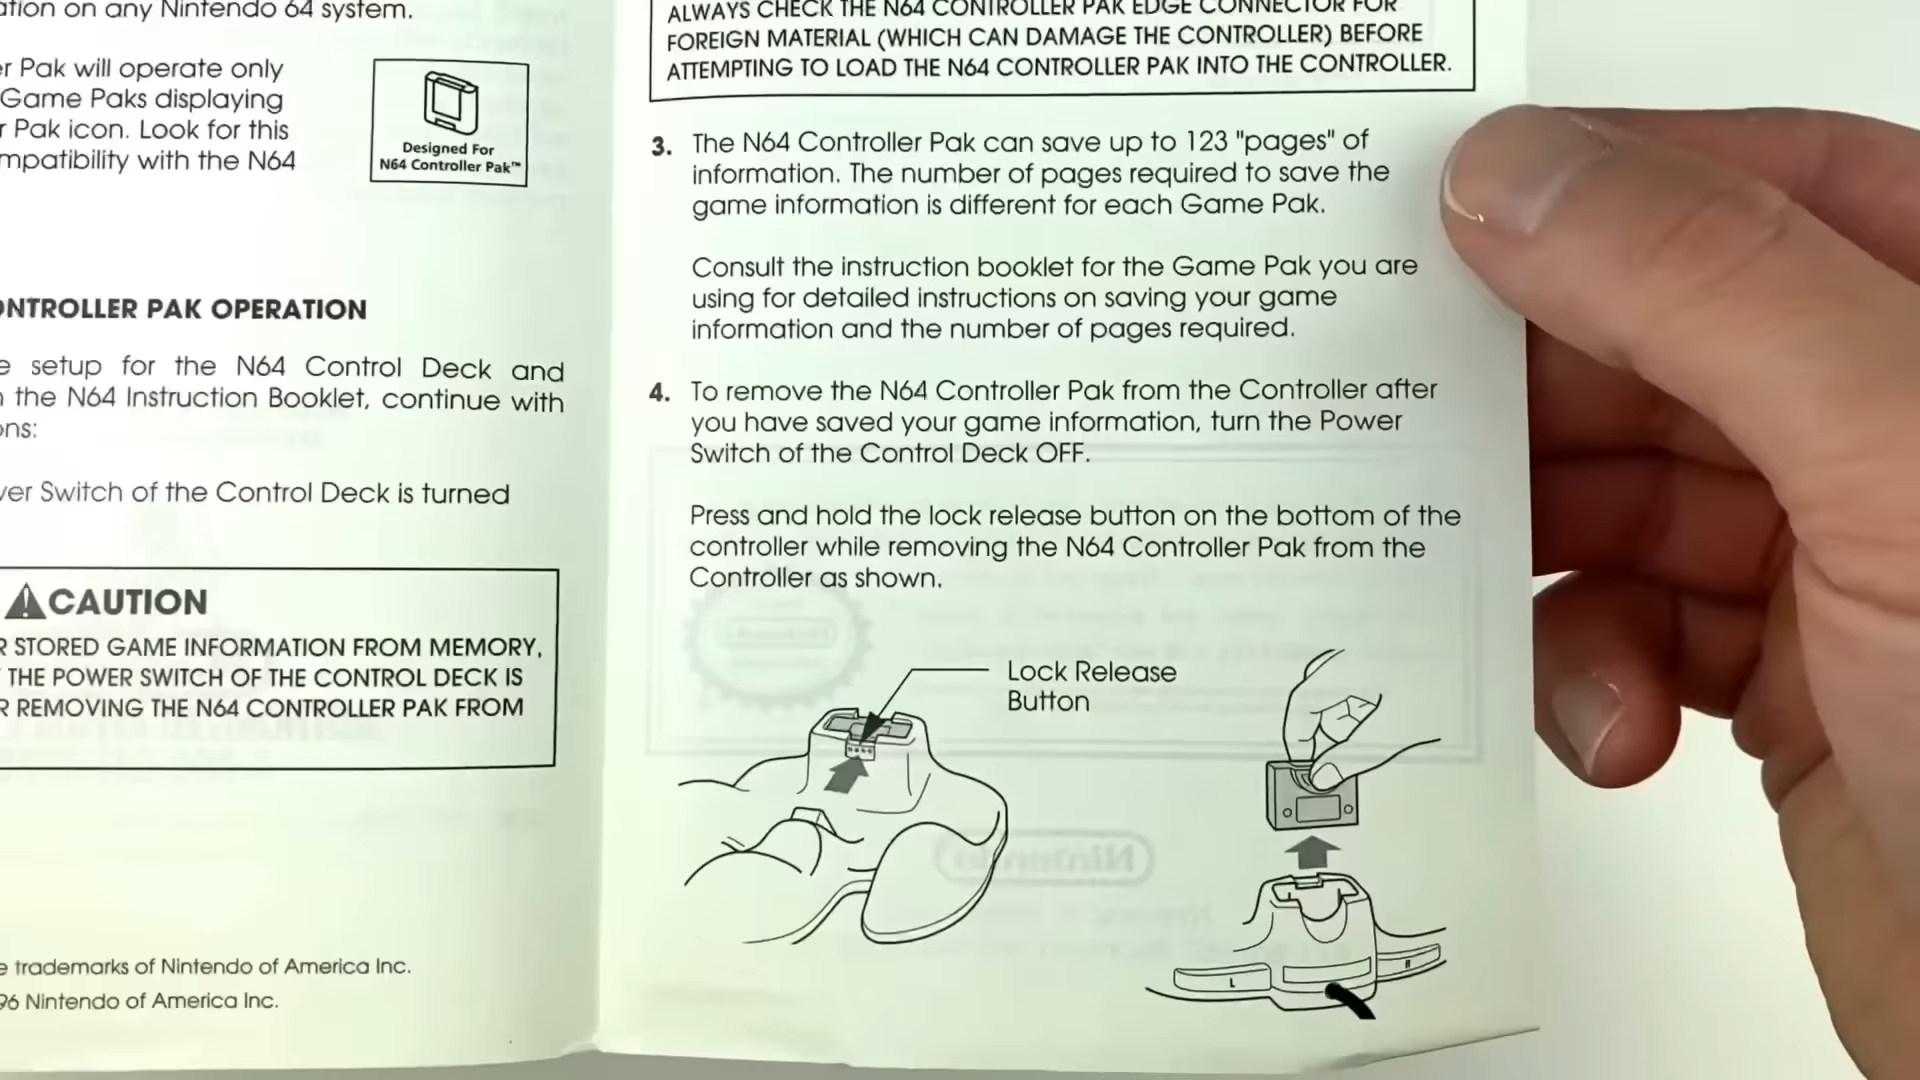 ation on any Nintendo 64 system.
r Pak will operate only
Game Paks displaying
r Pak icon. Look for this
mpatibility with the N64
Designed For
N64 Controller Pak™
ONTROLLER PAK OPERATION
e setup for the N64 Control Deck and
the N64 Instruction Booklet, continue with
ons:
ver Switch of the Control Deck is turned
CAUTION
R STORED GAME INFORMATION FROM MEMORY,
THE POWER SWITCH OF THE CONTROL DECK IS
R REMOVING THE N64 CONTROLLER PAK FROM
e trademarks of Nintendo of America Inc.
96 Nintendo of America Inc.
ALWAYS CHECK THE N64 CONTROLLER PAK EDGE CONNECTOR FOR
FOREIGN MATERIAL (WHICH CAN DAMAGE THE CONTROLLER) BEFORE
ATTEMPTING TO LOAD THE N64 CONTROLLER PAK INTO THE CONTROLLER.
3. The N64 Controller Pak can save up to 123 "pages" of
information. The number of pages required to save the
game information is different for each Game Pak.
Consult the instruction booklet for the Game Pak you are
using for detailed instructions on saving your game
information and the number of pages required.
4. To remove the N64 Controller Pak from the Controller after
you have saved your game information, turn the Power
Switch of the Control Deck OFF.
Press and hold the lock release button on the bottom of the
controller while removing the N64 Controller Pak from the
Controller as shown.
Lock Release
Button
L
R